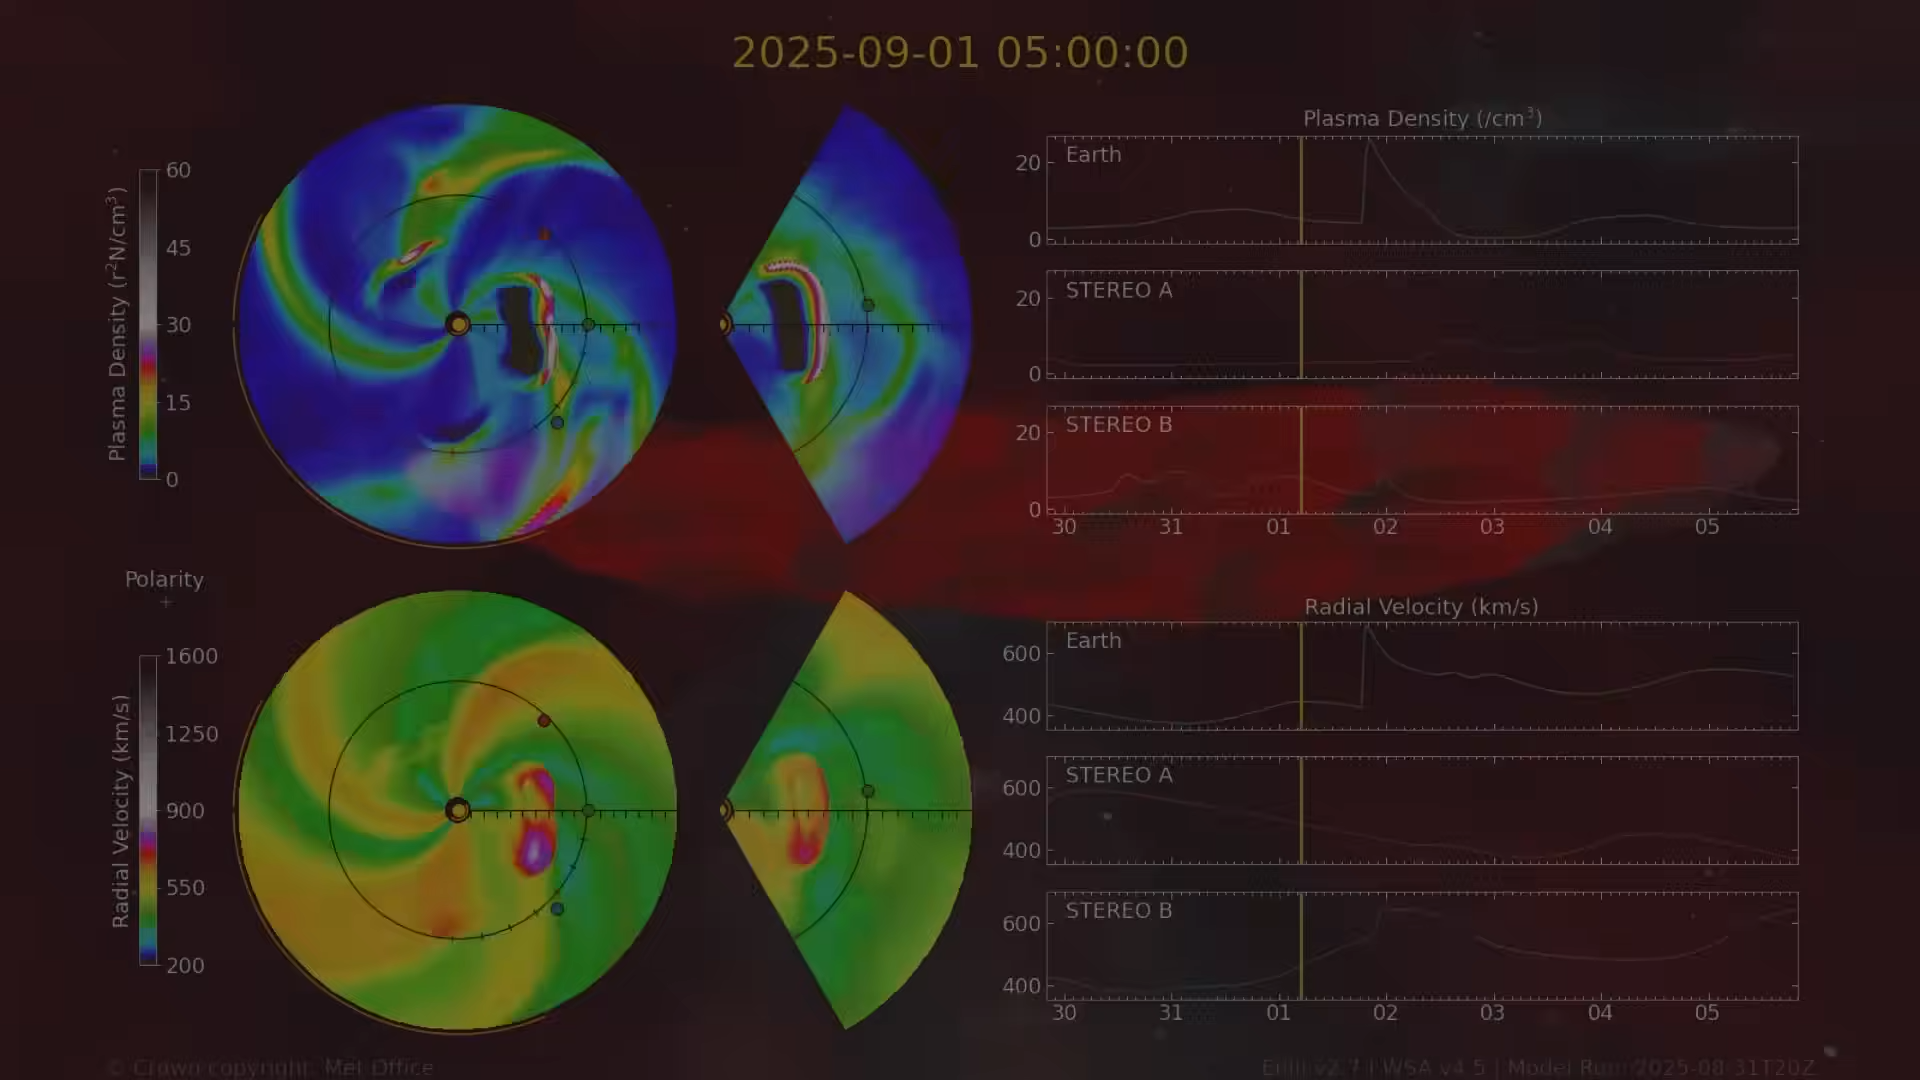 2025-09-01 05:00:00
Plasma Density (r²N/cm³)
60
45
30
15
0
Plasma Density (/cm³)
Earth
20
0
STEREO A
20
0
STEREO B
20
0
30 31 01 02 03 04 05
Polarity
+
Radial Velocity (km/s)
1600
1250
900
550
200
Radial Velocity (km/s)
Earth
600
400
STEREO A
600
400
STEREO B
600
400
30 31 01 02 03 04 05
© Crown copyright. Met Office
Enlil v2.7 | WSA v4.5 | Model Run 2025-08-31T20Z